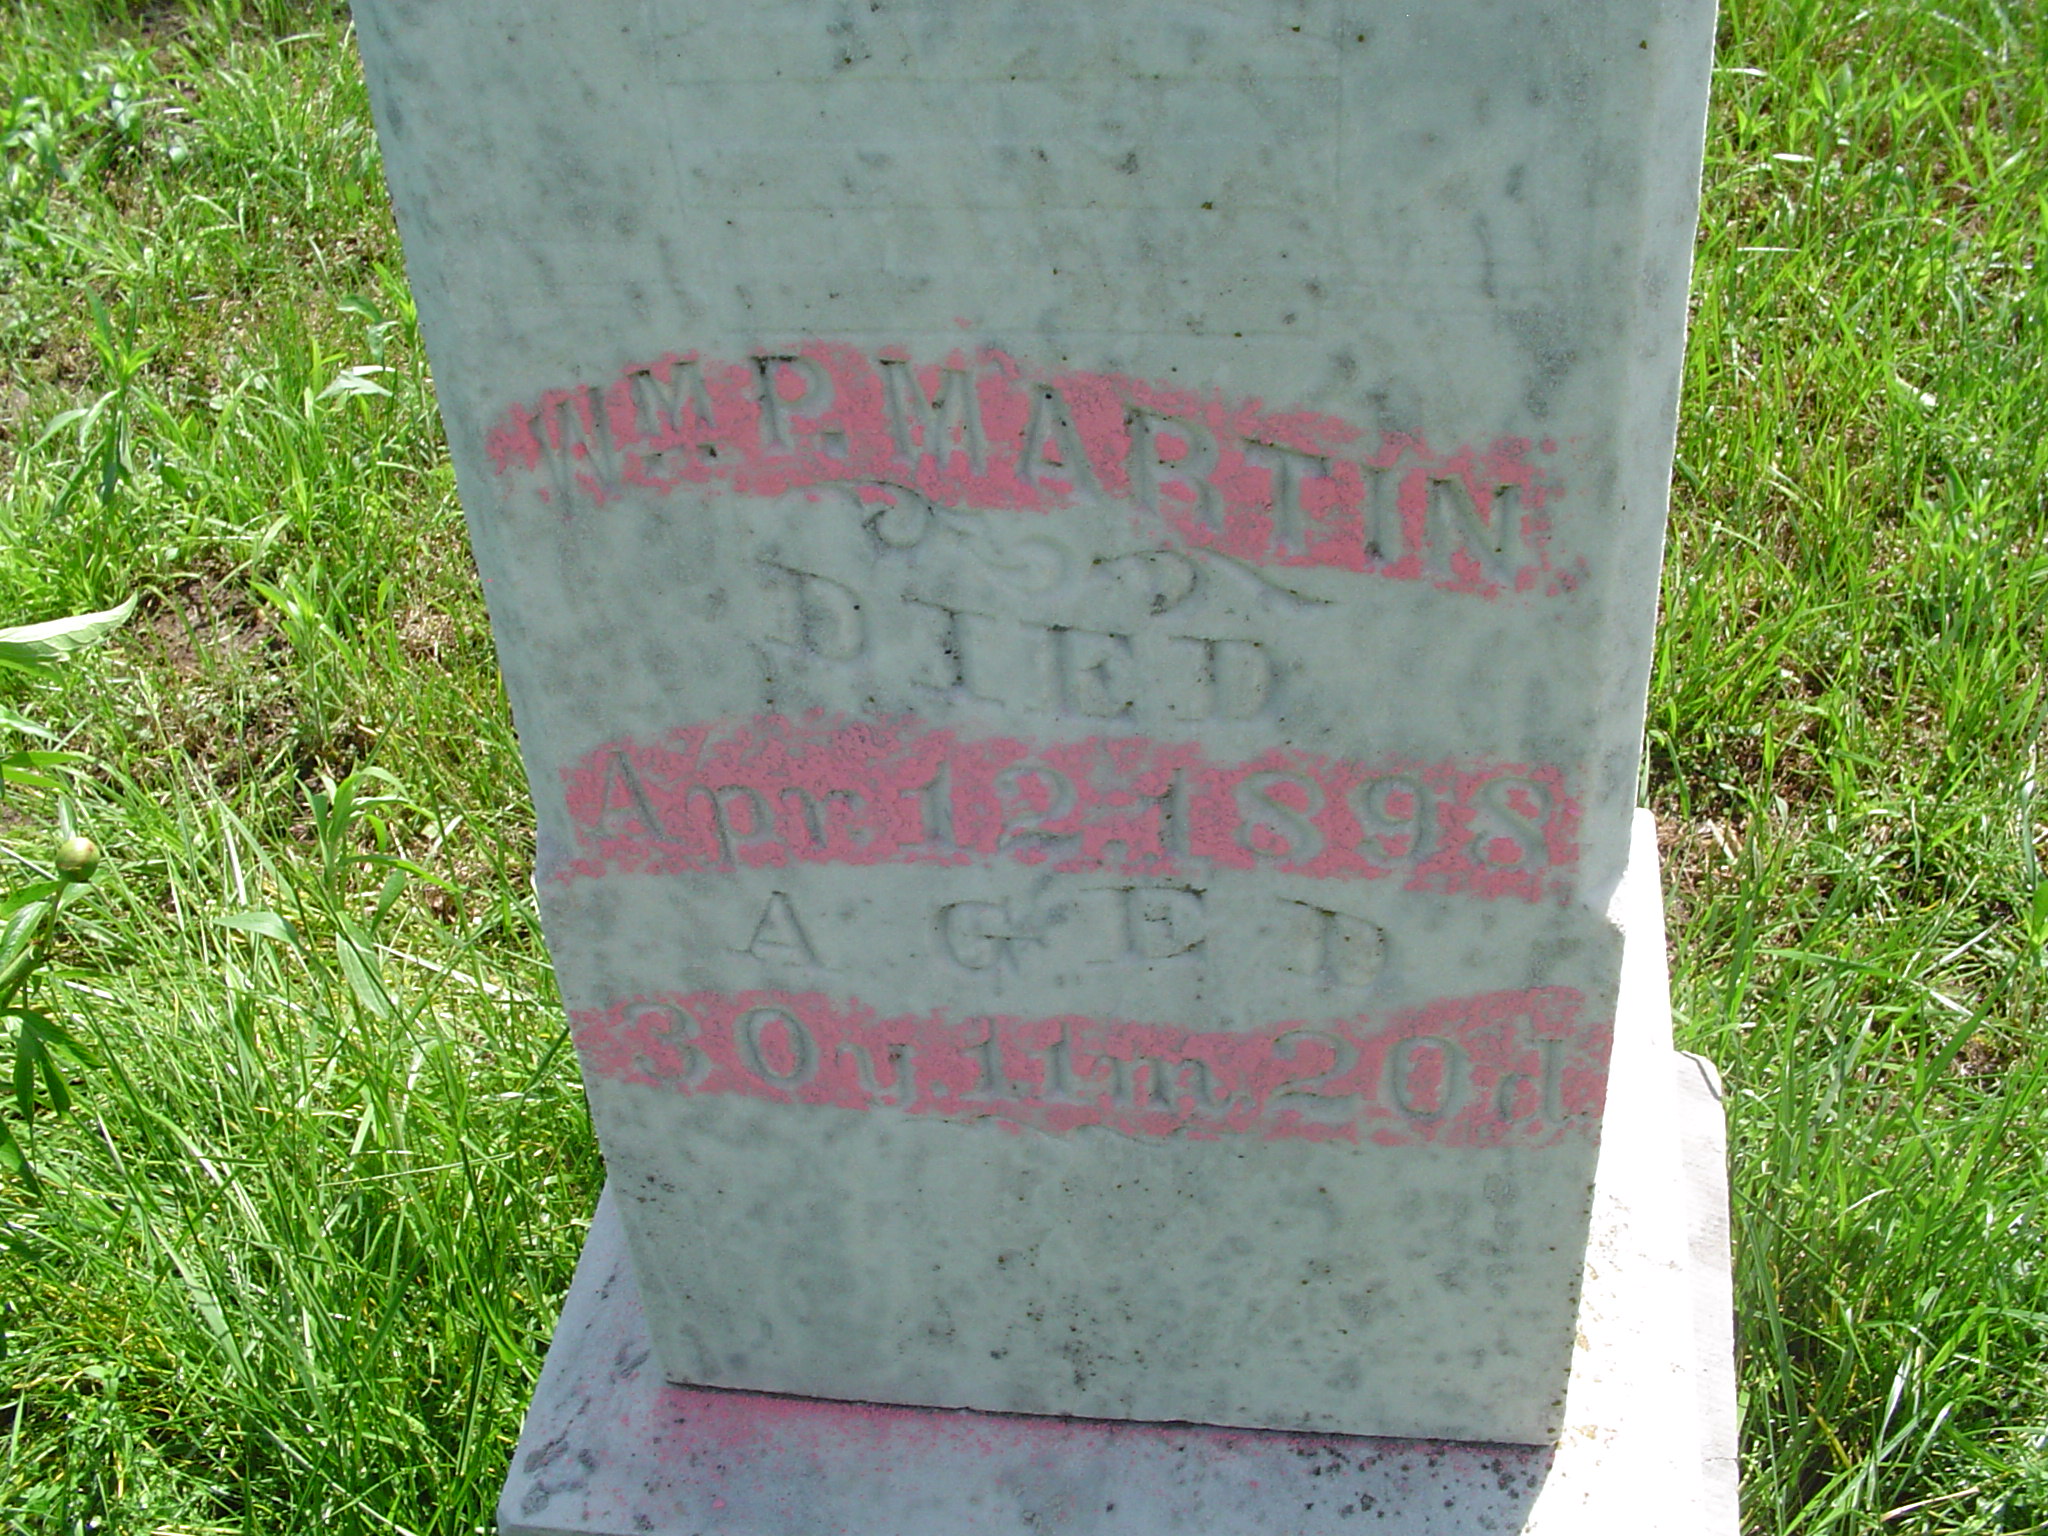 WM. P. MARTIN
DIED
Apr. 12, 1898
AGED
30y. 11m. 20d